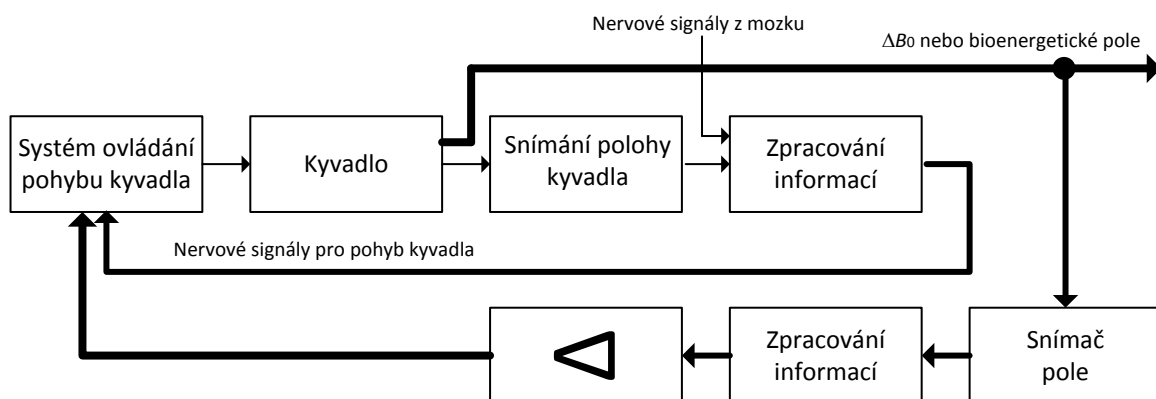 Nervové signály z mozku
ΔB0 nebo bioenergetické pole
Systém ovládání
pohybu kyvadla
Kyvadlo
Snímání polohy
kyvadla
Zpracování
informací
Nervové signály pro pohyb kyvadla
Zpracování
informací
Snímač
pole